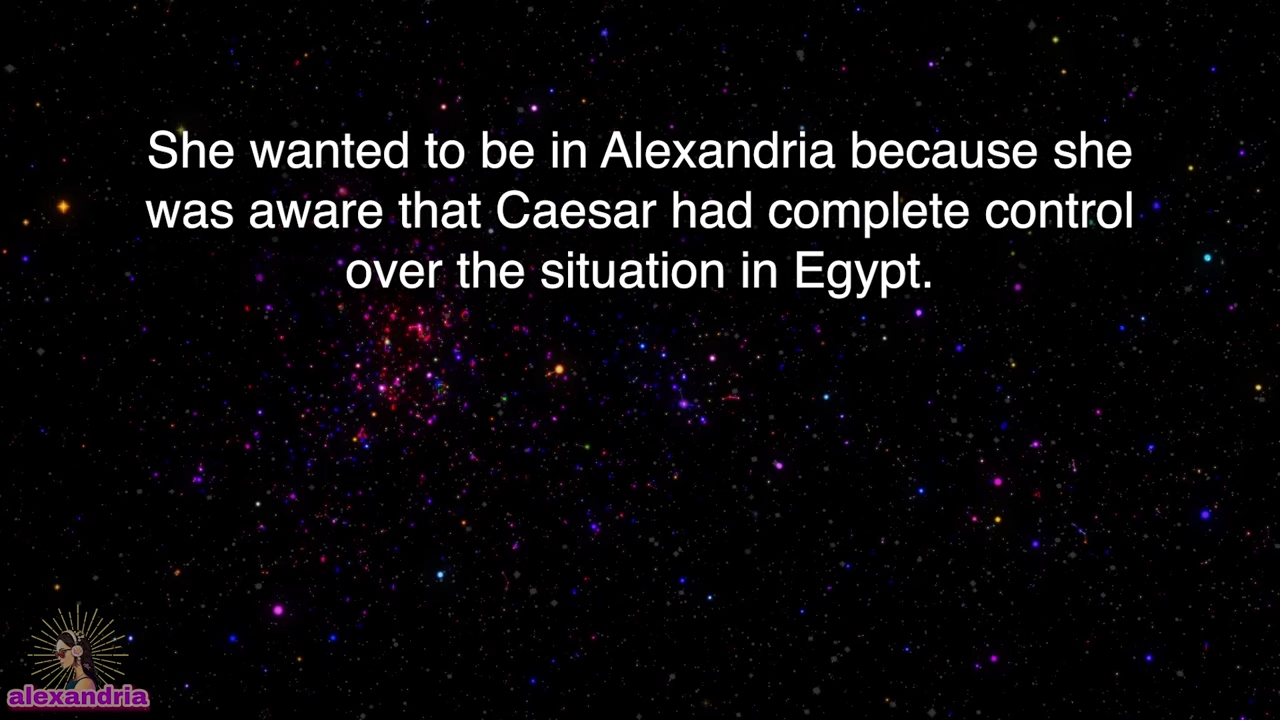 She wanted to be in Alexandria because she
was aware that Caesar had complete control
over the situation in Egypt.
alexandria